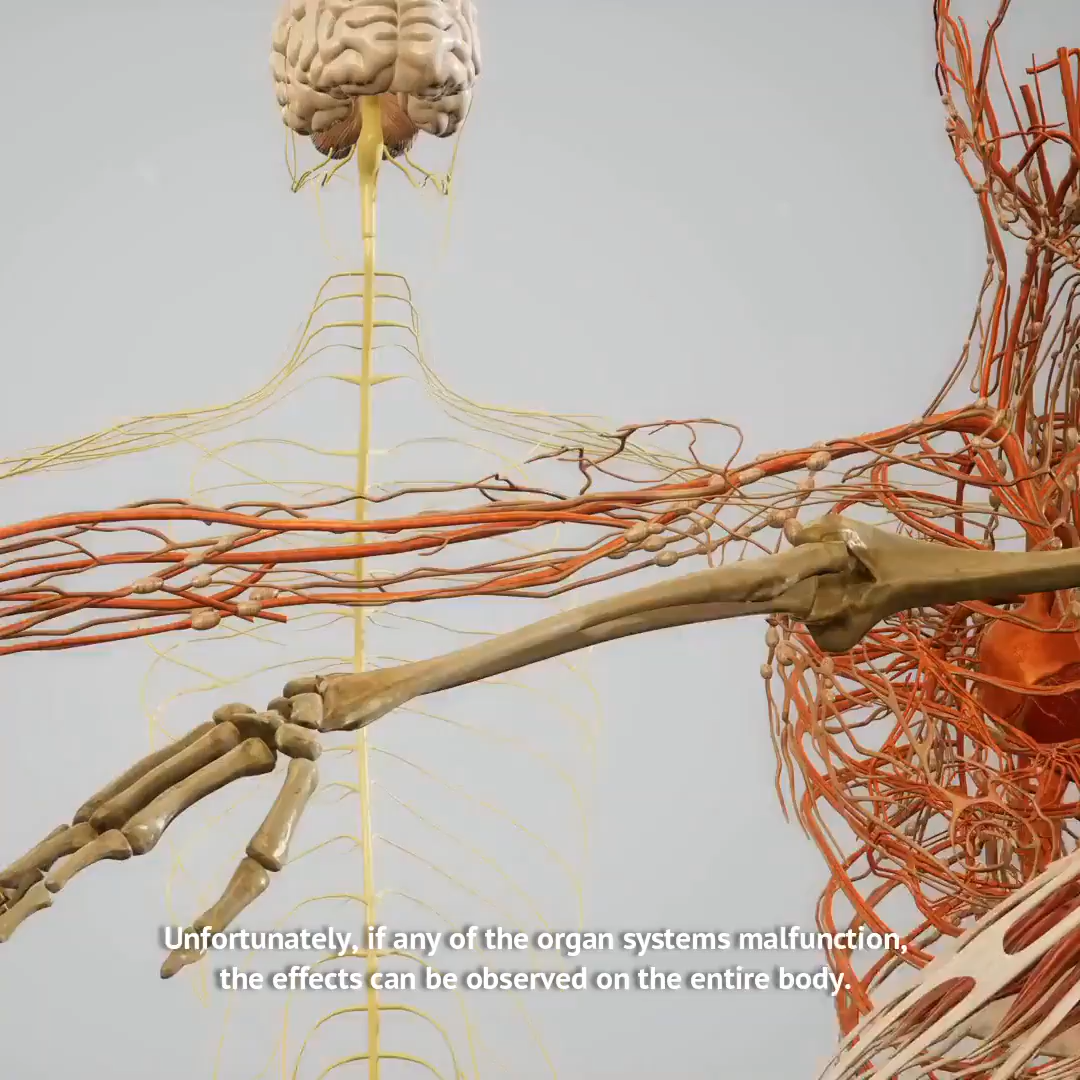 Unfortunately, if any of the organ systems malfunction,
the effects can be observed on the entire body.